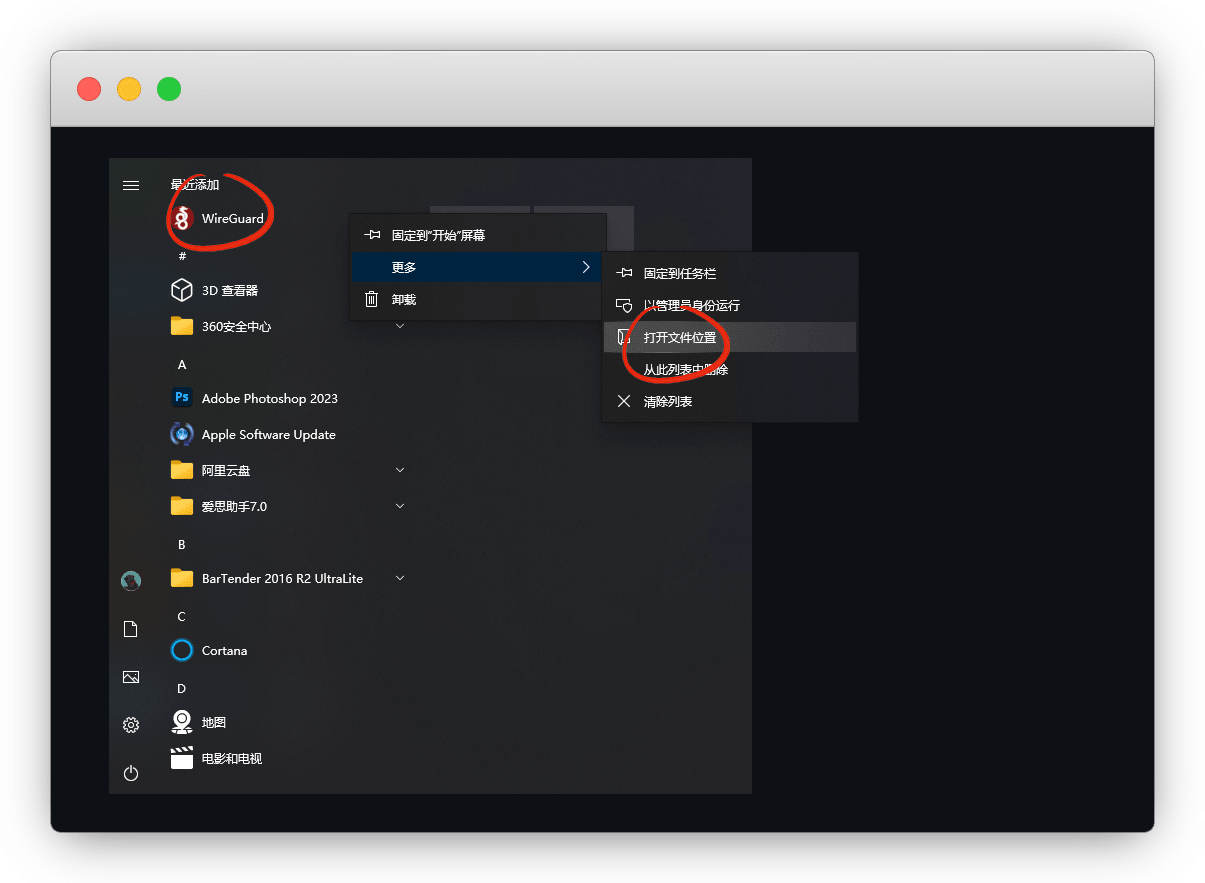 最近添加
WireGuard
#
3D 查看器
360安全中心
A
Ps
Adobe Photoshop 2023
Apple Software Update
阿里云盘
爱思助手7.0
B
BarTender 2016 R2 UltraLite
C
Cortana
D
地图
电影和电视
固定到"开始"屏幕
更多
卸载
固定到任务栏
以管理员身份运行
打开文件位置
从此列表中删除
清除列表